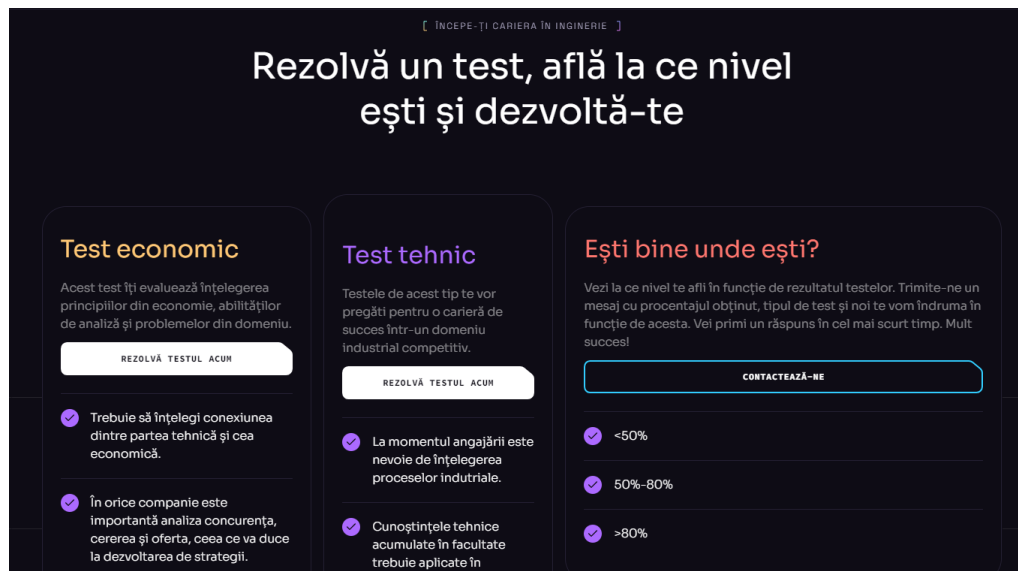 [ ÎNCEPE-ȚI CARIERA ÎN INGINERIE ]
Rezolvă un test, află la ce nivel
ești și dezvoltă-te
Test economic
Acest test îți evaluează înțelegerea
principiilor din economie, abilităților
de analiză și problemelor din domeniu.
REZOLVĂ TESTUL ACUM
Trebuie să înțelegi conexiunea
dintre partea tehnică și cea
economică.
În orice companie este
importantă analiza concurența,
cererea și oferta, ceea ce va duce
la dezvoltarea de strategii.
Test tehnic
Testele de acest tip te vor
pregăti pentru o carieră de
succes într-un domeniu
industrial competitiv.
REZOLVĂ TESTUL ACUM
La momentul angajării este
nevoie de înțelegerea
proceselor indutriale.
Cunoștințele tehnice
acumulate în facultate
trebuie aplicate în
Ești bine unde ești?
Vezi la ce nivel te afli în funcție de rezultatul testelor. Trimite-ne un
mesaj cu procentajul obținut, tipul de test și noi te vom îndruma în
funcție de acesta. Vei primi un răspuns în cel mai scurt timp. Mult
succes!
CONTACTEAZĂ-NE
<50%
50%-80%
>80%